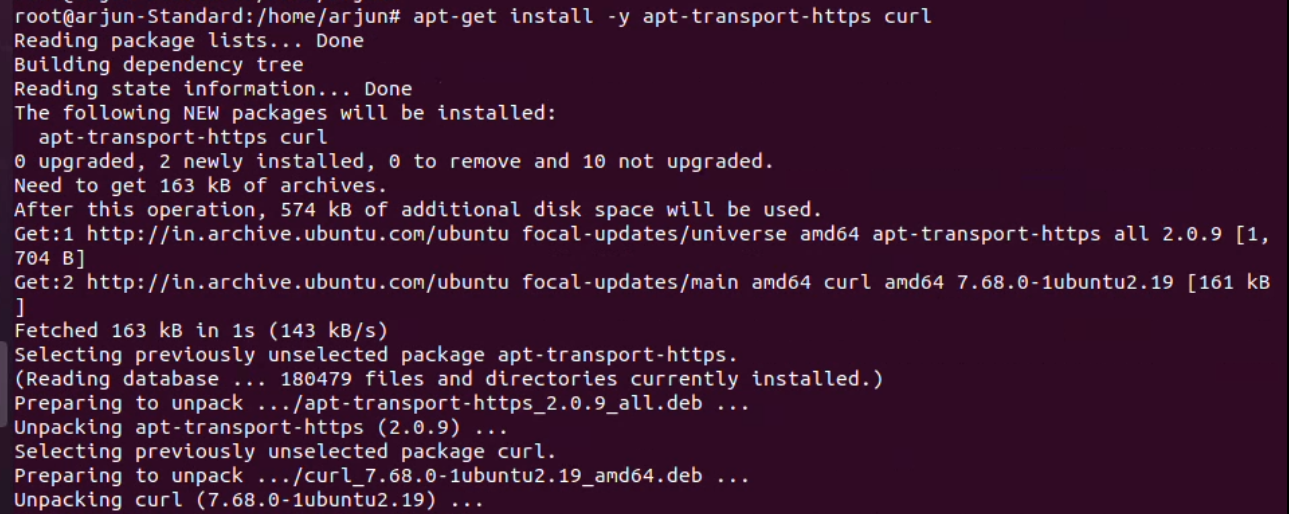 root@arjun-Standard:/home/arjun# apt-get install -y apt-transport-https curl
Reading package lists... Done
Building dependency tree
Reading state information... Done
The following NEW packages will be installed:
  apt-transport-https curl
0 upgraded, 2 newly installed, 0 to remove and 10 not upgraded.
Need to get 163 kB of archives.
After this operation, 574 kB of additional disk space will be used.
Get:1 http://in.archive.ubuntu.com/ubuntu focal-updates/universe amd64 apt-transport-https all 2.0.9 [1,
704 B]
Get:2 http://in.archive.ubuntu.com/ubuntu focal-updates/main amd64 curl amd64 7.68.0-1ubuntu2.19 [161 kB
]
Fetched 163 kB in 1s (143 kB/s)
Selecting previously unselected package apt-transport-https.
(Reading database ... 180479 files and directories currently installed.)
Preparing to unpack .../apt-transport-https_2.0.9_all.deb ...
Unpacking apt-transport-https (2.0.9) ...
Selecting previously unselected package curl.
Preparing to unpack .../curl_7.68.0-1ubuntu2.19_amd64.deb ...
Unpacking curl (7.68.0-1ubuntu2.19) ...